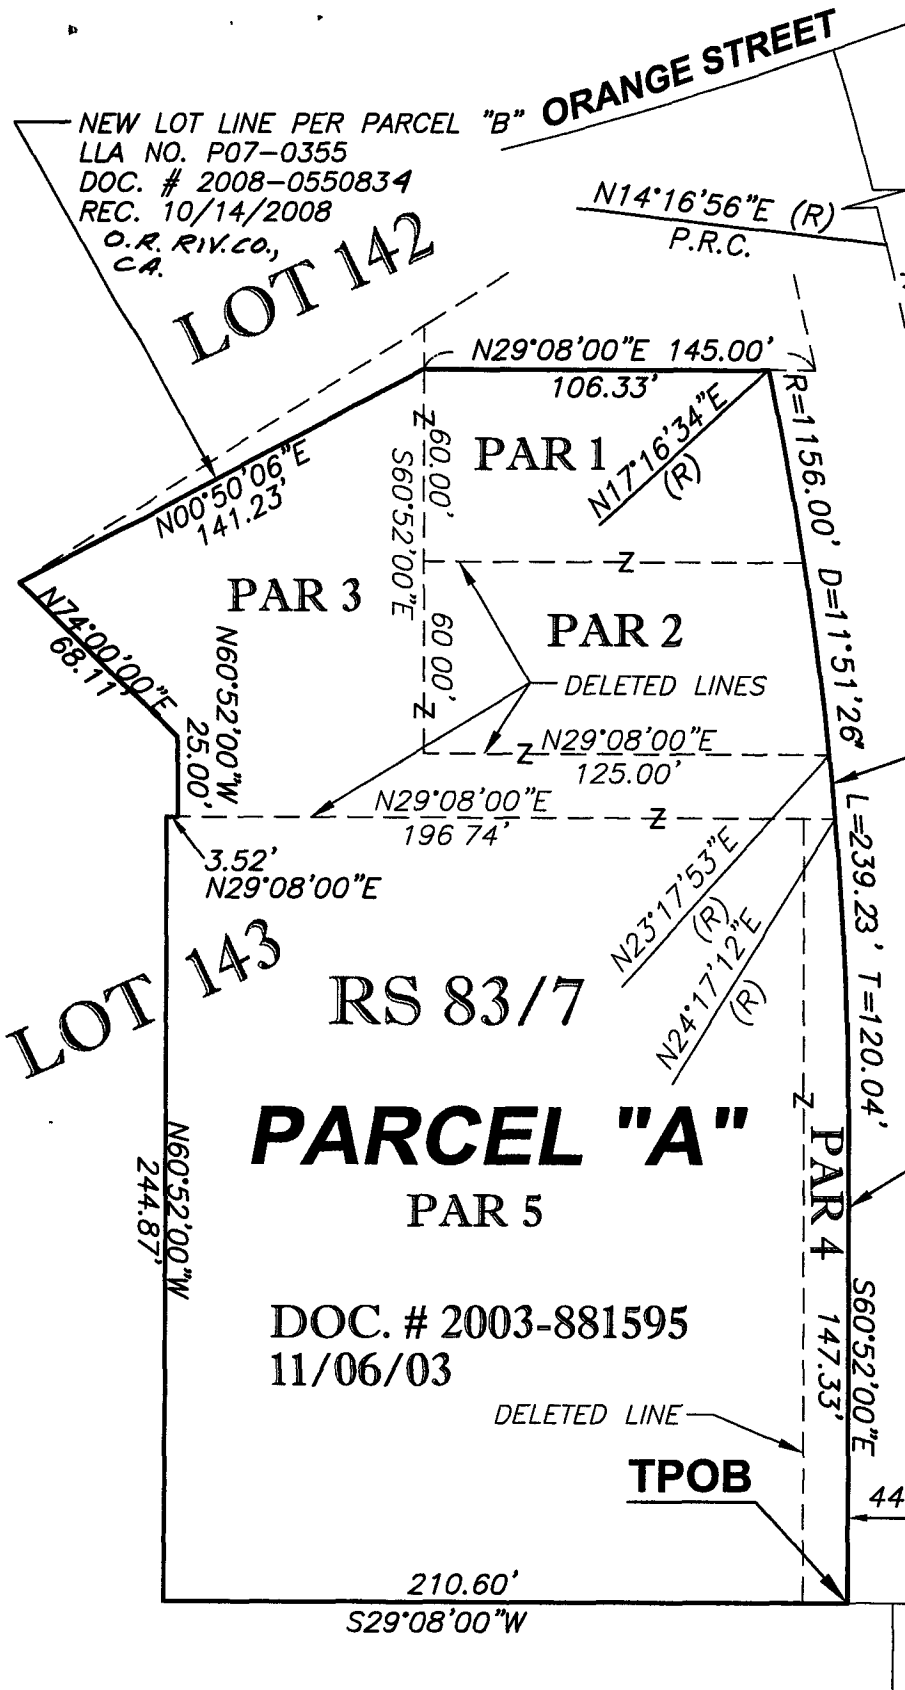 ORANGE STREET
NEW LOT LINE PER PARCEL "B"
LLA NO. P07-0355
DOC. # 2008-0550834
REC. 10/14/2008
O.R. RIV. CO.,
CA.
LOT 142
N14°16'56"E (R)
P.R.C.
N29°08'00"E 145.00'
106.33'
N17°16'34"E
(R)
R=1156.00' D=11°51'26" L=239.23' T=120.04'
PAR 1
60.00'
S60°52'00"E
60 00'
N00°50'06"E
141.23'
Z
Z
PAR 3
PAR 2
N74°00'00"E
68.11'
N60°52'00"W
25.00'
DELETED LINES
Z
Z
N29°08'00"E
125.00'
N29°08'00"E
196 74'
Z
3.52'
N29°08'00"E
N23°17'53"E
(R)
N24°17'12"E
(R)
LOT 143
RS 83/7
Z
PARCEL "A"
PAR 5
PAR 4
N60°52'00"W
244.87'
S60°52'00"E
147.33'
DOC. # 2003-881595
11/06/03
DELETED LINE
TPOB
44
210.60'
S29°08'00"W